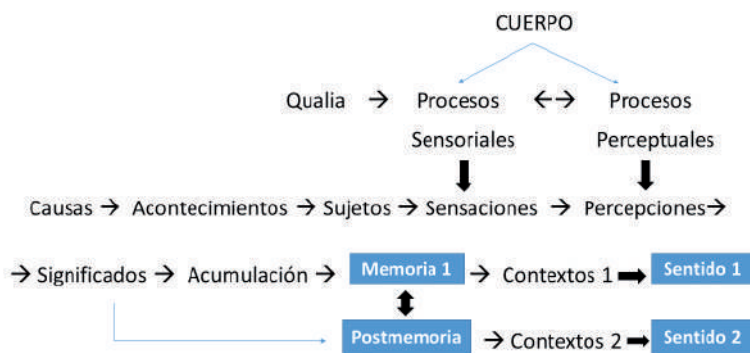 CUERPO
Qualia → Procesos ←→ Procesos
Sensoriales Perceptuales
Causas → Acontecimientos → Sujetos → Sensaciones → Percepciones →
→ Significados → Acumulación → Memoria 1 → Contextos 1 → Sentido 1
Postmemoria → Contextos 2 → Sentido 2